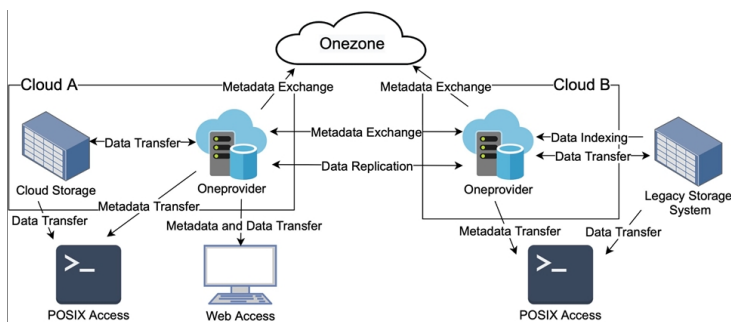 Onezone
Cloud A
Metadata Exchange
Metadata Exchange
Cloud B
Data Transfer
Metadata Exchange
Data Indexing
Data Transfer
Data Replication
Cloud Storage
Oneprovider
Oneprovider
Legacy Storage
System
Data Transfer
Metadata Transfer
Metadata and Data Transfer
Metadata Transfer
Data Transfer
>_
>_
POSIX Access
Web Access
POSIX Access